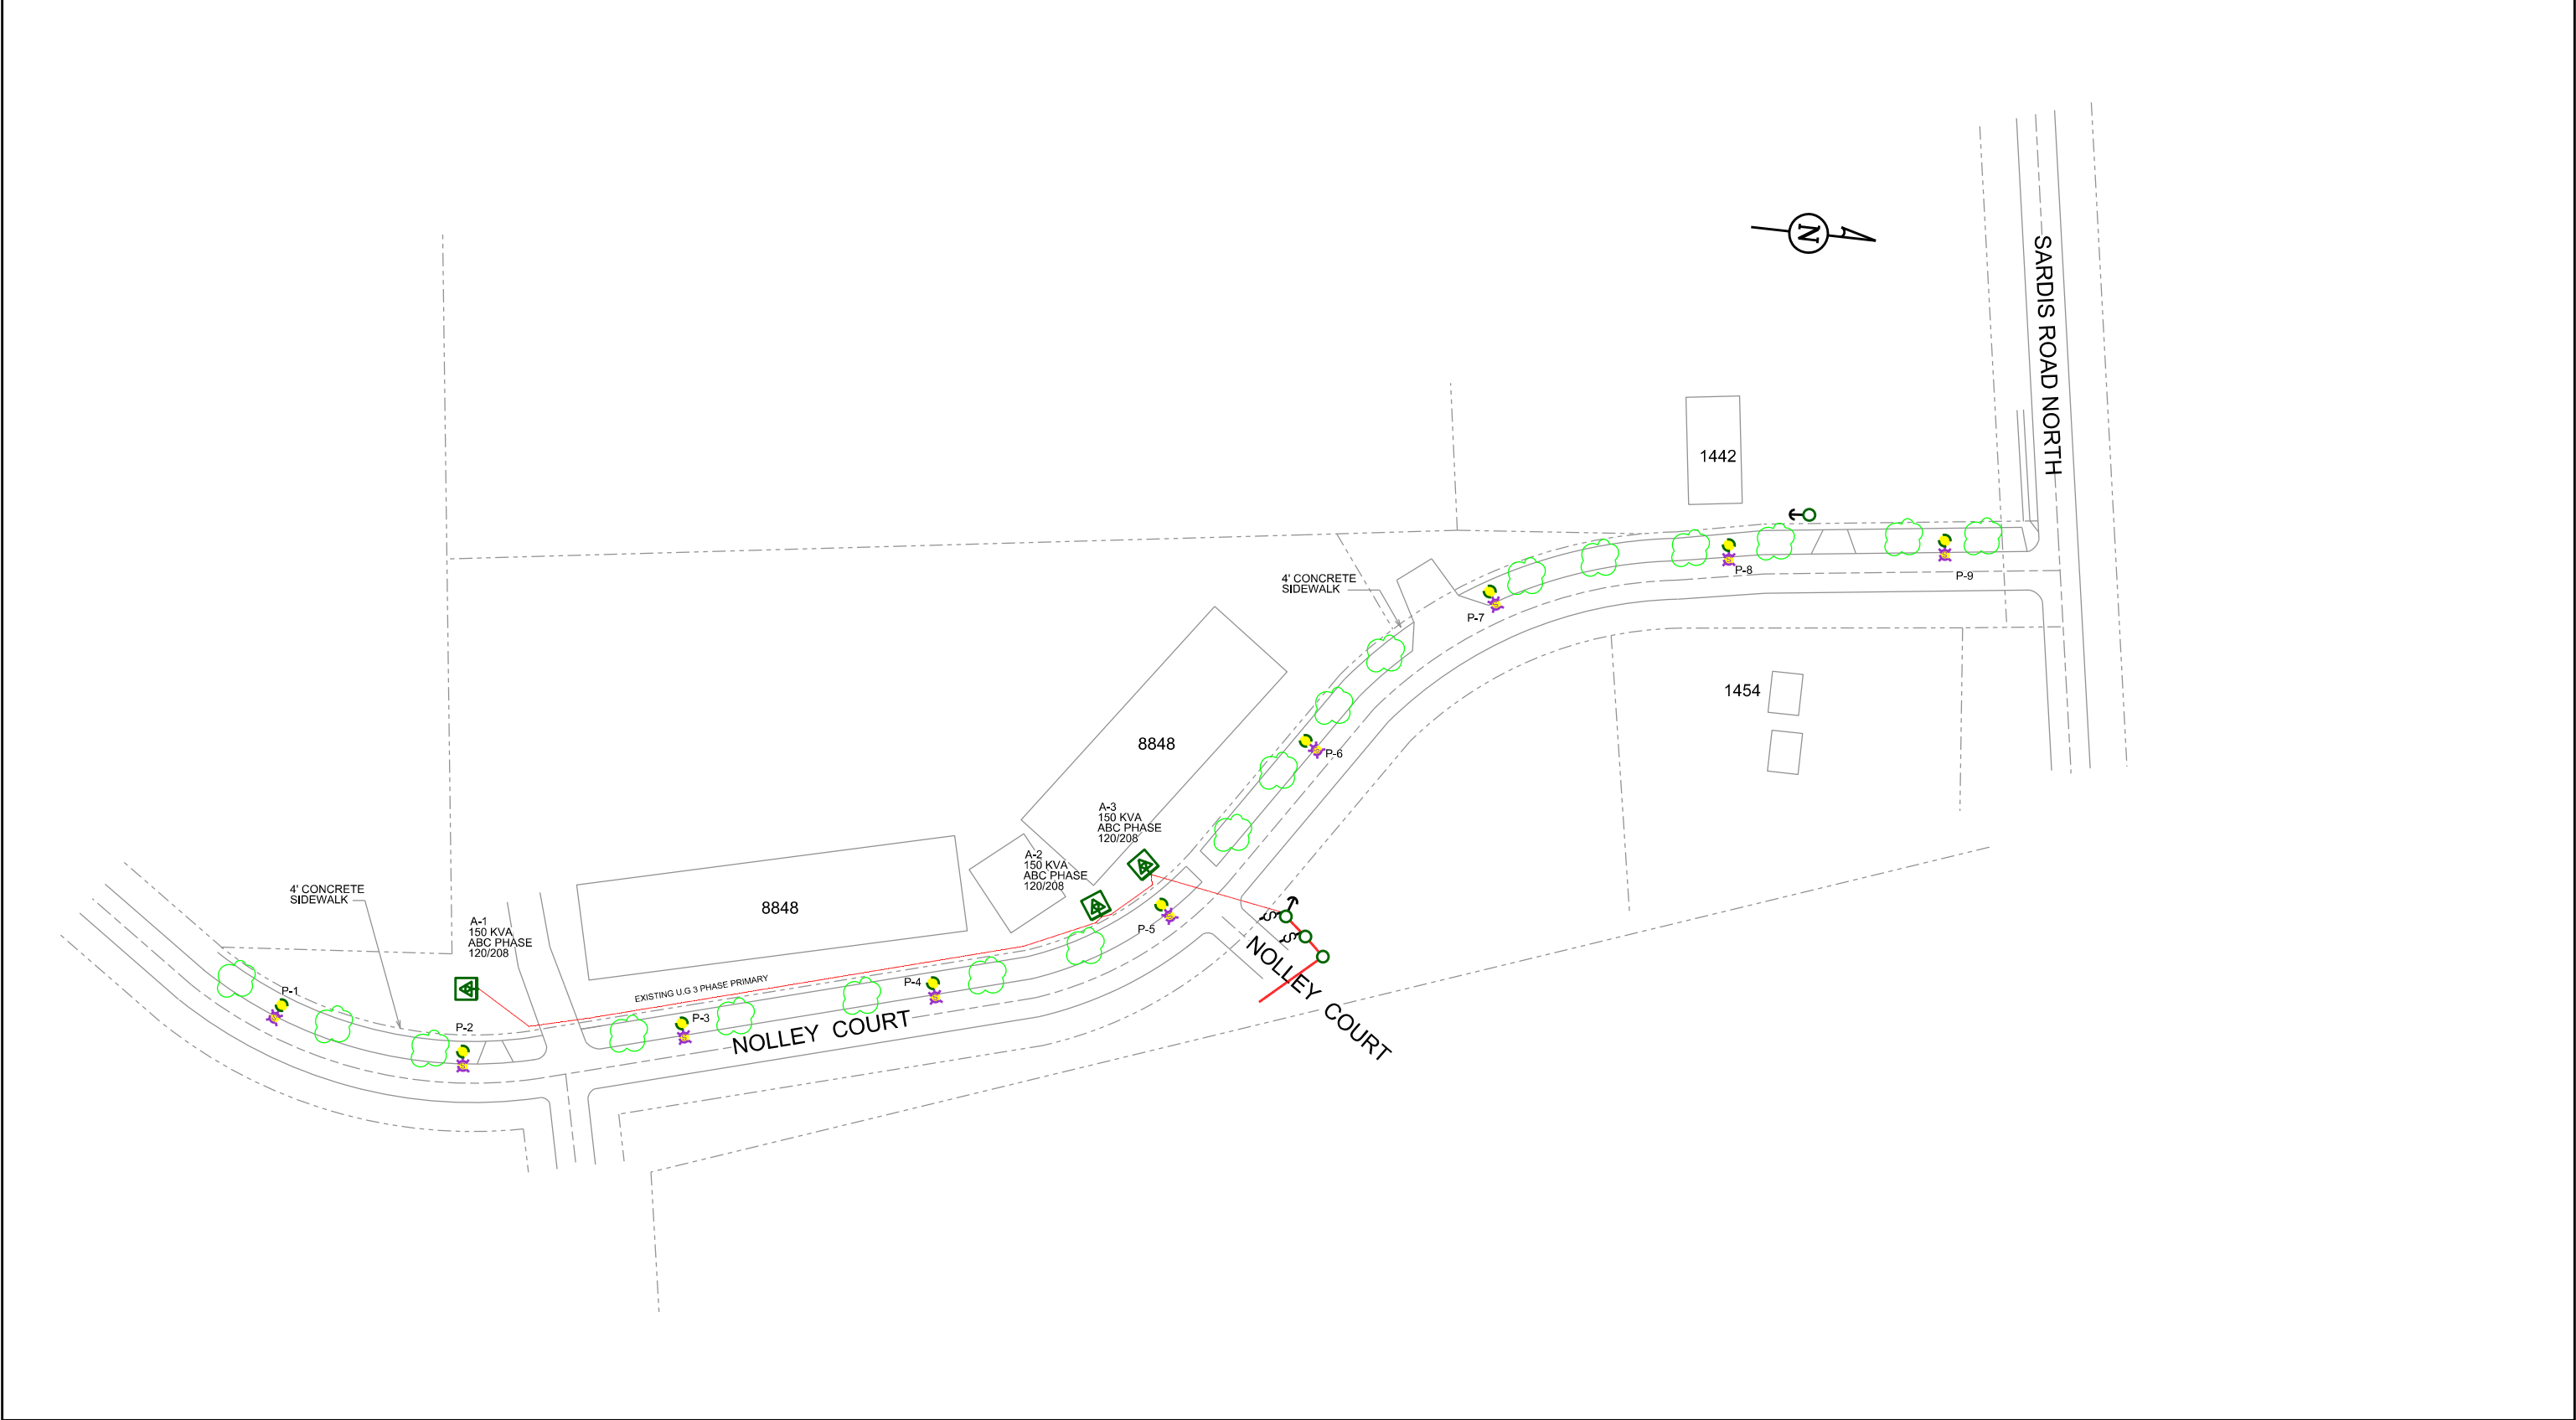 N
SARDIS ROAD NORTH
1442
P-8
P-9
4' CONCRETE
SIDEWALK
P-7
1454
8848
P-6
A-3
150 KVA
ABC PHASE
120/208
A-2
150 KVA
ABC PHASE
120/208
4' CONCRETE
SIDEWALK
8848
A-1
150 KVA
ABC PHASE
120/208
P-5
S
S
EXISTING U.G 3 PHASE PRIMARY
P-4
P-1
P-3
P-2
NOLLEY COURT
NOLLEY COURT